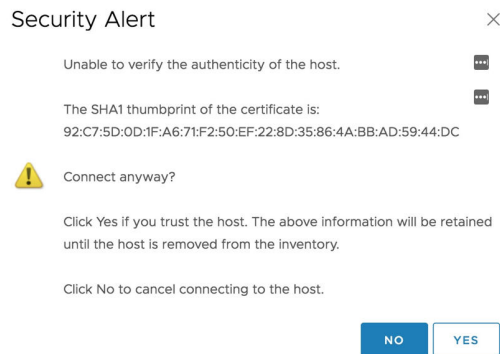 Security Alert
Unable to verify the authenticity of the host.
The SHA1 thumbprint of the certificate is:
92:C7:5D:0D:1F:A6:71:F2:50:EF:22:8D:35:86:4A:BB:AD:59:44:DC
Connect anyway?
Click Yes if you trust the host. The above information will be retained
until the host is removed from the inventory.
Click No to cancel connecting to the host.
NO YES